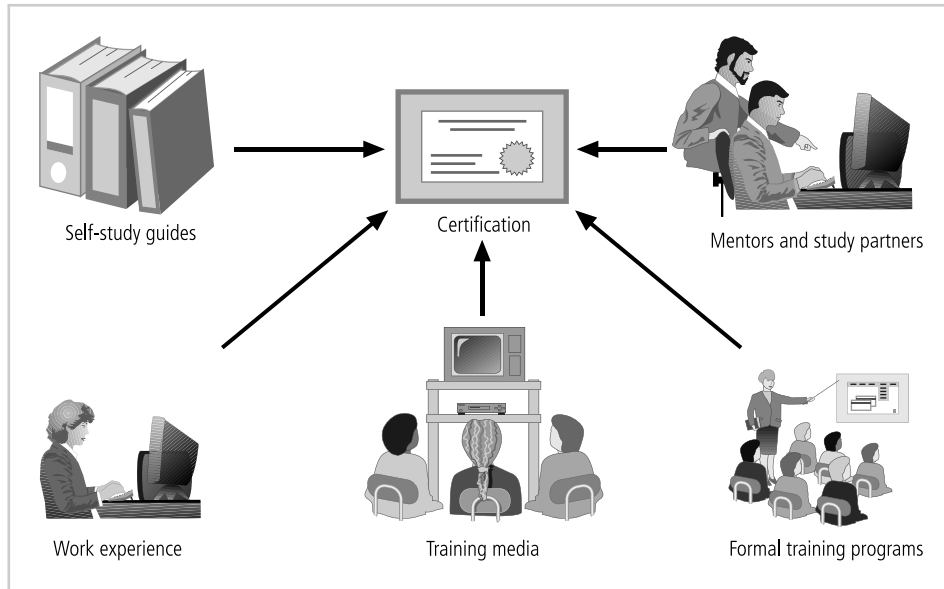 Self-study guides
Certification
Mentors and study partners
Work experience
Training media
Formal training programs